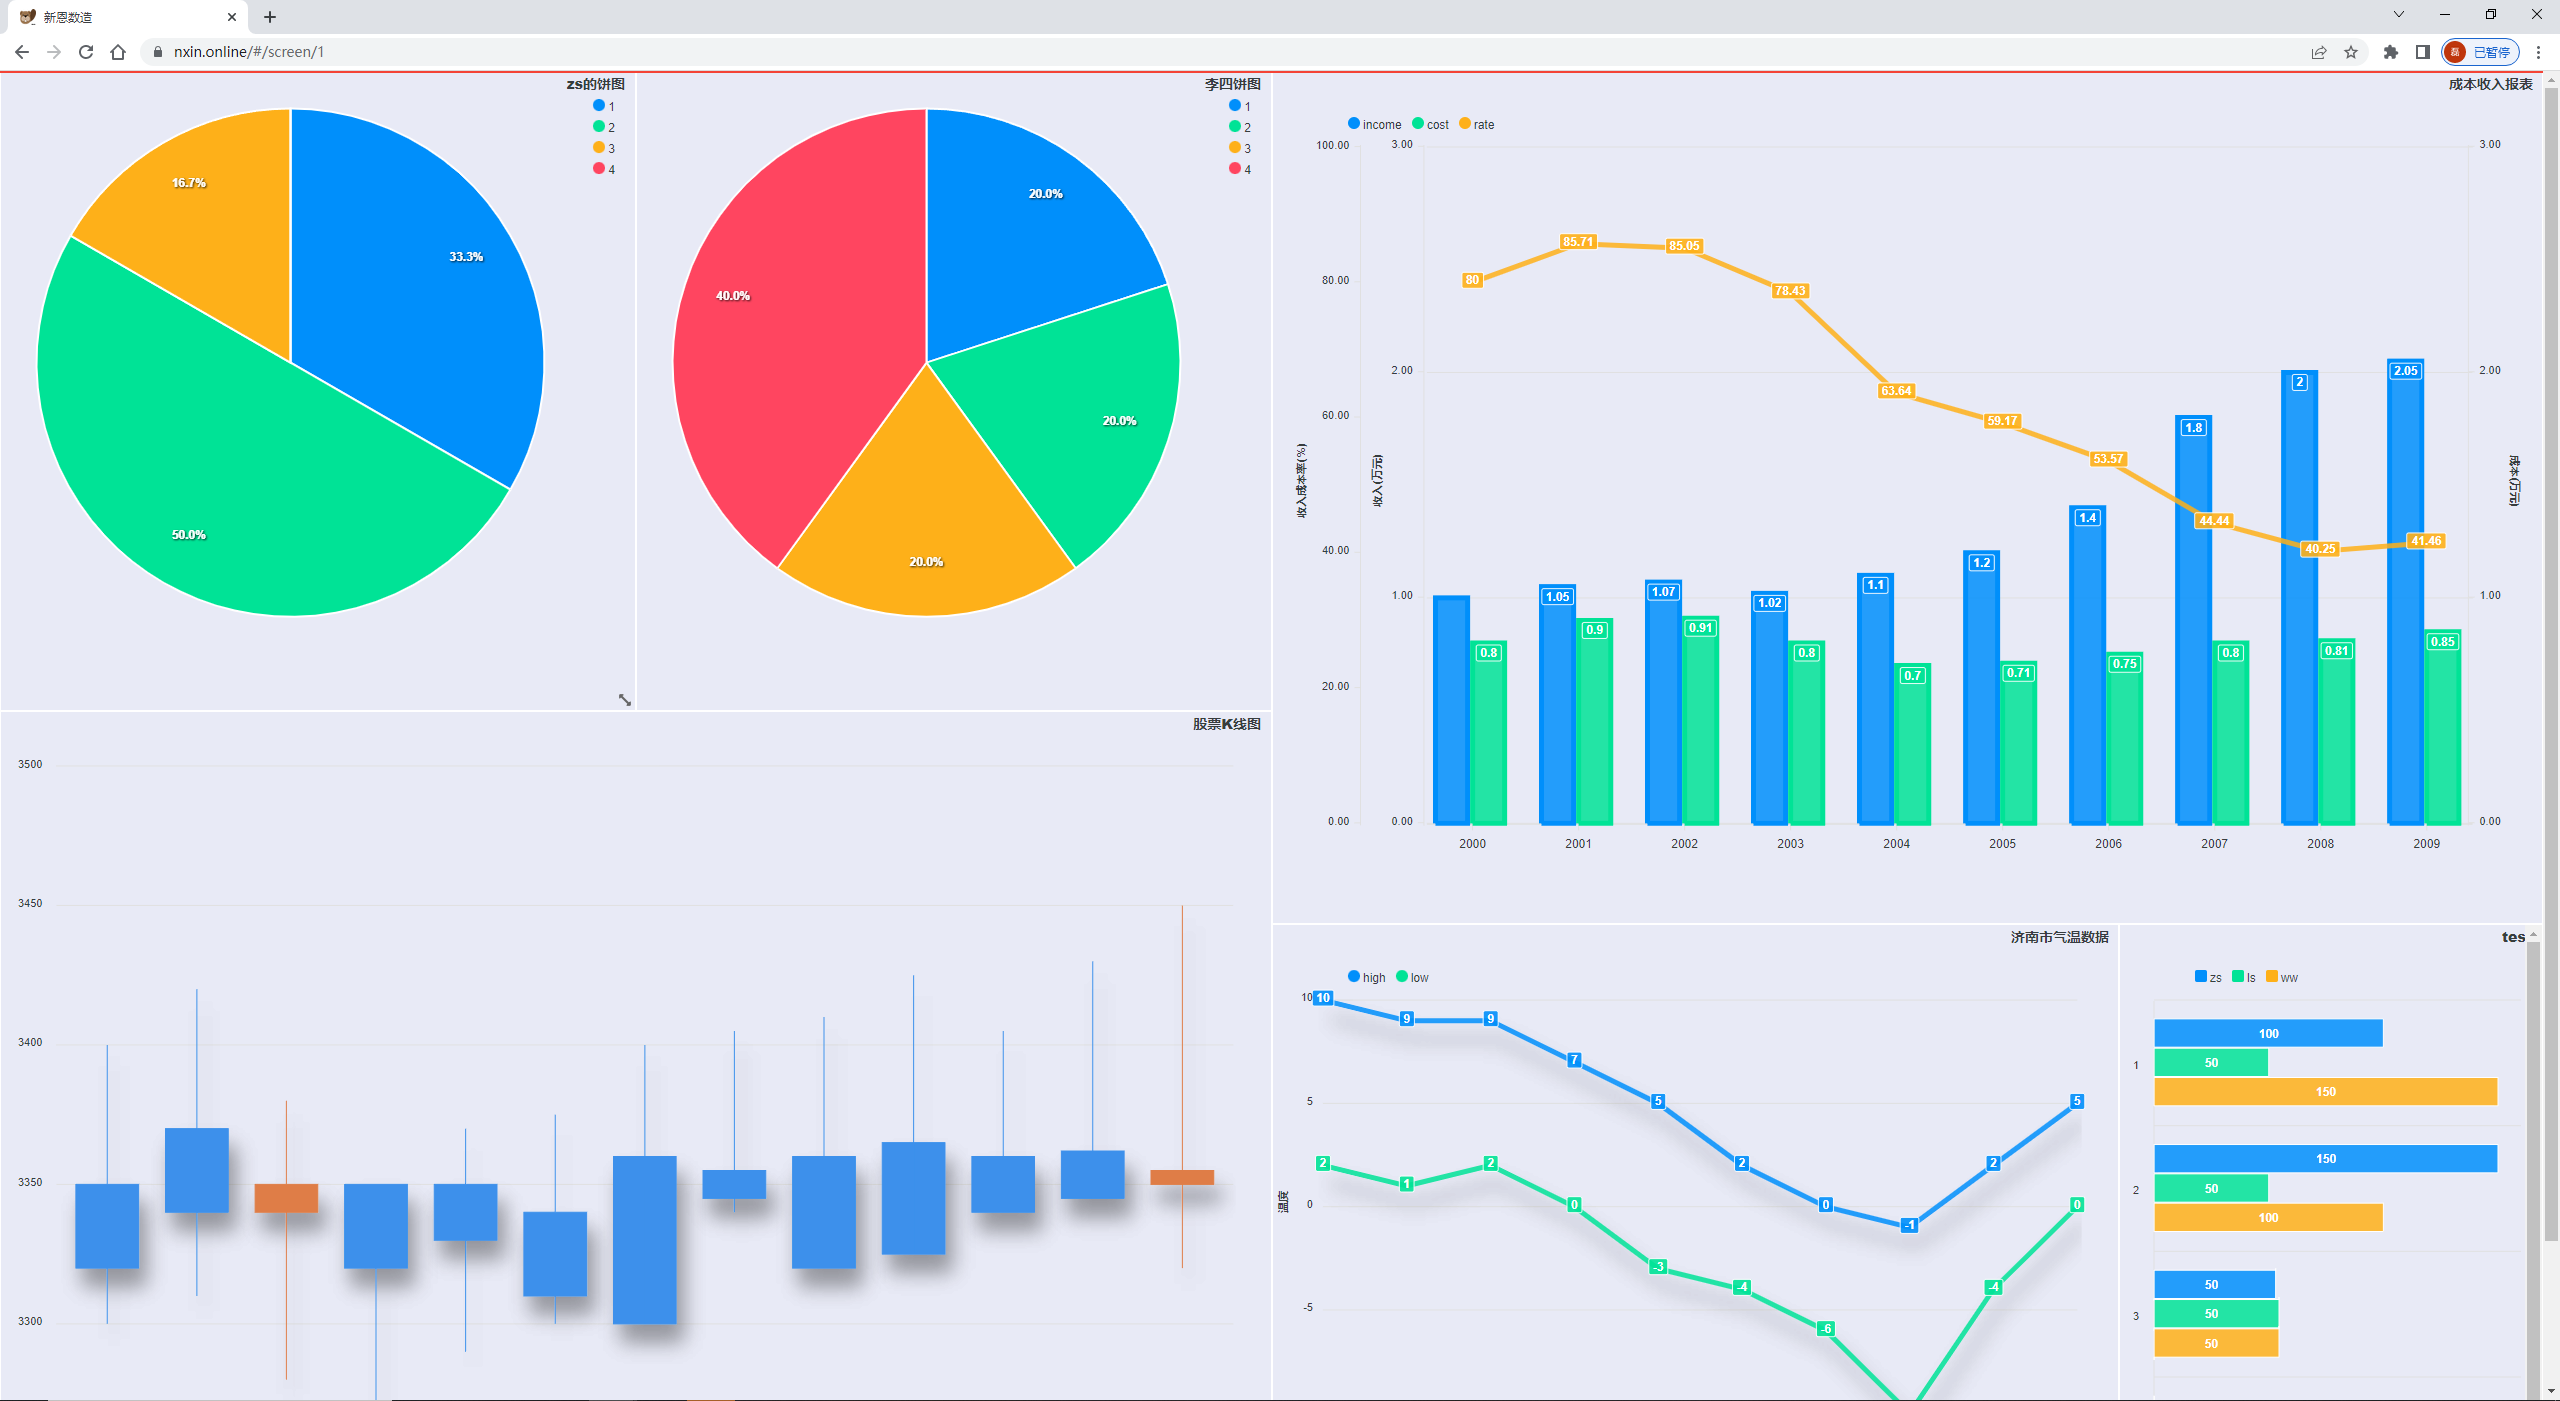 新恩数造
nxin.online/#/screen/1
磊 已暂停
zs的饼图
1
2
3
4
16.7%
33.3%
50.0%
李四饼图
1
2
3
4
20.0%
40.0%
20.0%
20.0%
成本收入报表
income cost rate
100.00 3.00 3.00
80.00
2.00 2.00
60.00
40.00
1.00 1.00
20.00
0.00 0.00 0.00
收入成本率(%)
收入(万元)
成本(万元)
80 85.71 85.05 78.43 63.64 59.17 53.57 44.44 40.25 41.46
1.05 1.07 1.02 1.1 1.2 1.4 1.8 2 2.05
0.8 0.9 0.91 0.8 0.7 0.71 0.75 0.8 0.81 0.85
2000 2001 2002 2003 2004 2005 2006 2007 2008 2009
股票K线图
3500
3450
3400
3350
3300
济南市气温数据
high low
10
5
0
-5
温度
10 9 9 7 5 2 0 -1 2 5
2 1 2 0 -3 -4 -6 -4 0
tes
zs ls ww
1
100
50
150
2
150
50
100
3
50
50
50